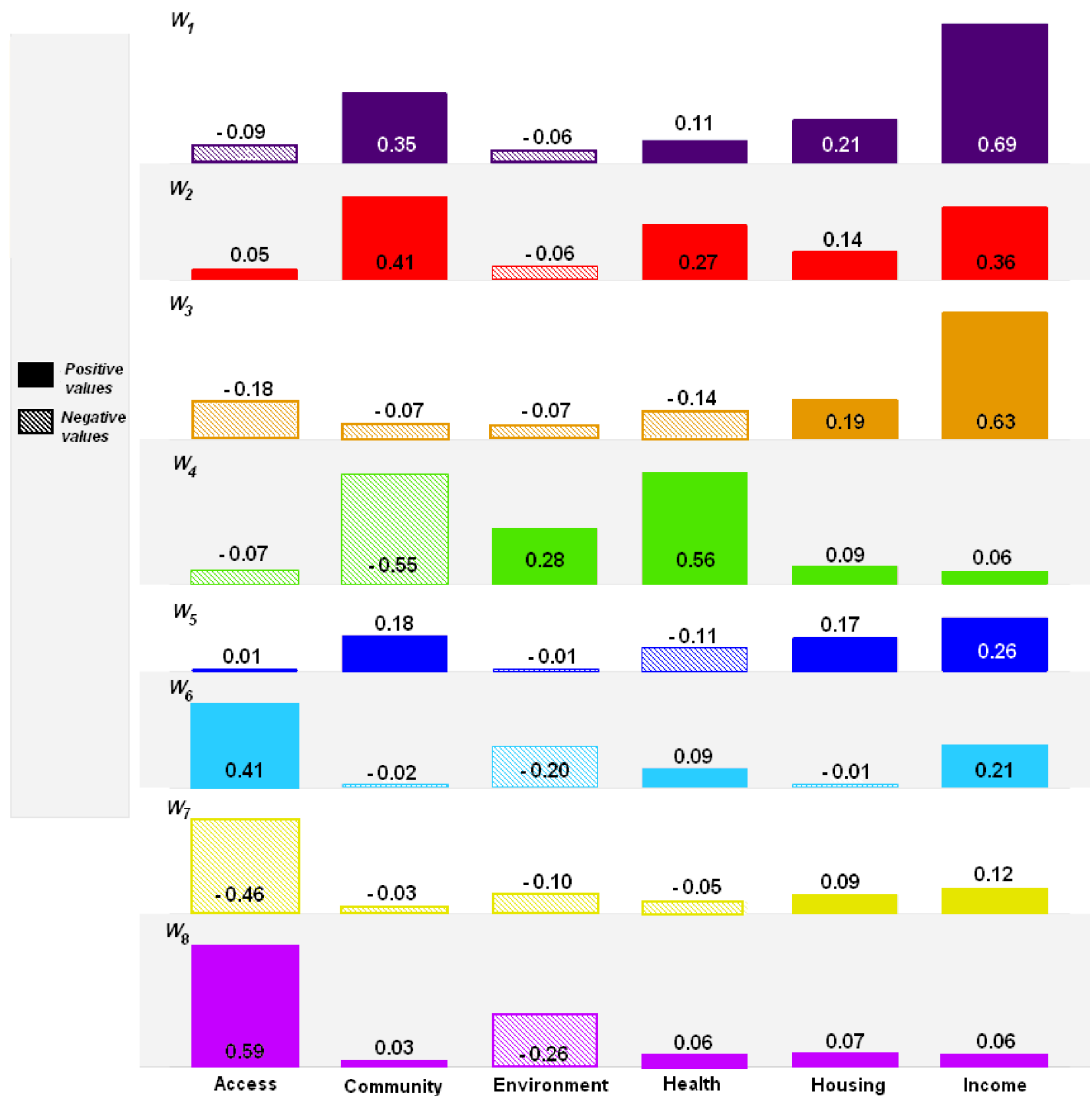 W1
- 0.09 0.35 - 0.06 0.11 0.21 0.69
W2
0.05 0.41 - 0.06 0.27 0.14 0.36
W3
Positive
values
Negative
values
- 0.18 - 0.07 - 0.07 - 0.14 0.19 0.63
W4
- 0.07 - 0.55 0.28 0.56 0.09 0.06
W5
0.01 0.18 - 0.01 - 0.11 0.17 0.26
W6
0.41 - 0.02 - 0.20 0.09 - 0.01 0.21
W7
- 0.46 - 0.03 - 0.10 - 0.05 0.09 0.12
W8
0.59 0.03 - 0.26 0.06 0.07 0.06
Access Community Environment Health Housing Income